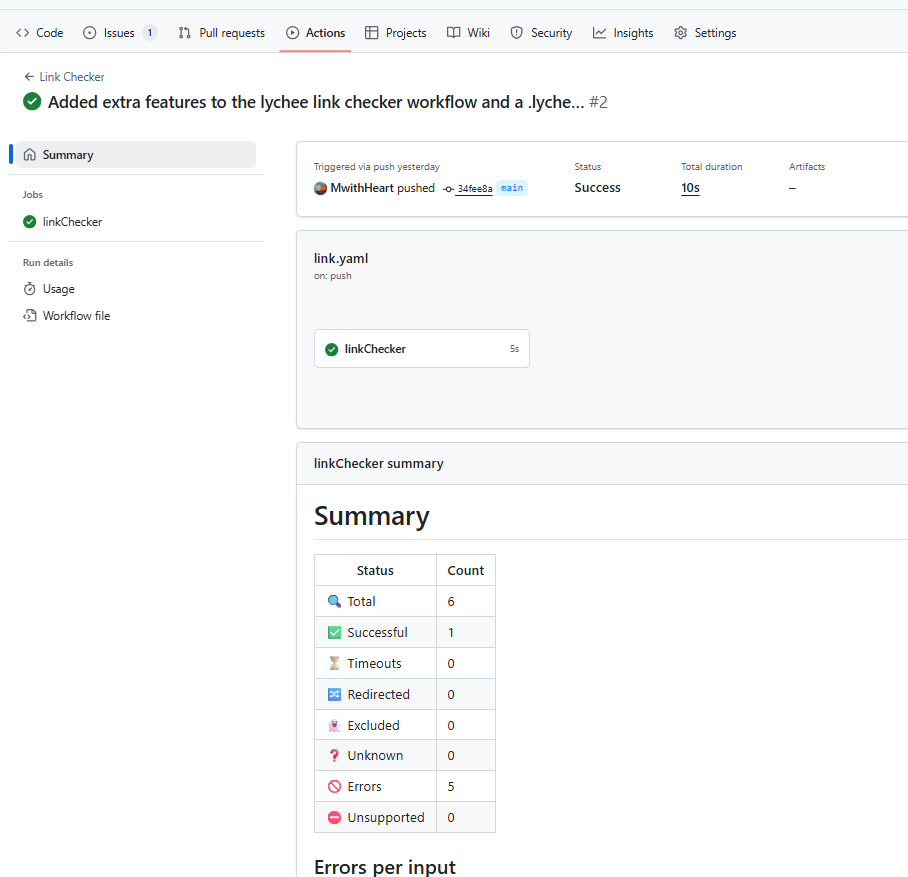 Code Issues 1 Pull requests Actions Projects Wiki Security Insights Settings
← Link Checker
Added extra features to the lychee link checker workflow and a .lyche... #2
Summary
Jobs
linkChecker
Run details
Usage
Workflow file
Triggered via push yesterday
MwithHeart pushed 34fee8a main
Status
Success
Total duration
10s
Artifacts
–
link.yaml
on: push
linkChecker 5s
linkChecker summary
Summary
Status Count
🔍 Total 6
✅ Successful 1
⏳ Timeouts 0
🔀 Redirected 0
👻 Excluded 0
❓ Unknown 0
🚫 Errors 5
⛔ Unsupported 0
Errors per input